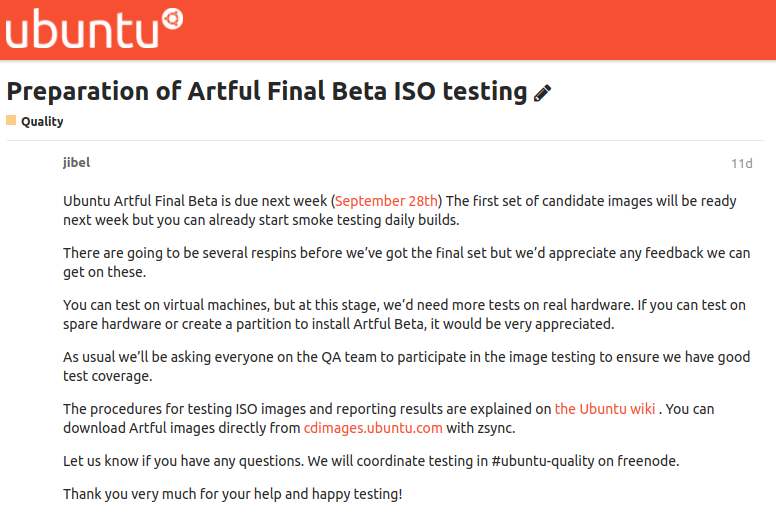 ubuntu
Preparation of Artful Final Beta ISO testing
Quality
jibel 11d
Ubuntu Artful Final Beta is due next week (September 28th) The first set of candidate images will be ready
next week but you can already start smoke testing daily builds.
There are going to be several respins before we’ve got the final set but we’d appreciate any feedback we can
get on these.
You can test on virtual machines, but at this stage, we’d need more tests on real hardware. If you can test on
spare hardware or create a partition to install Artful Beta, it would be very appreciated.
As usual we’ll be asking everyone on the QA team to participate in the image testing to ensure we have good
test coverage.
The procedures for testing ISO images and reporting results are explained on the Ubuntu wiki . You can
download Artful images directly from cdimages.ubuntu.com with zsync.
Let us know if you have any questions. We will coordinate testing in #ubuntu-quality on freenode.
Thank you very much for your help and happy testing!